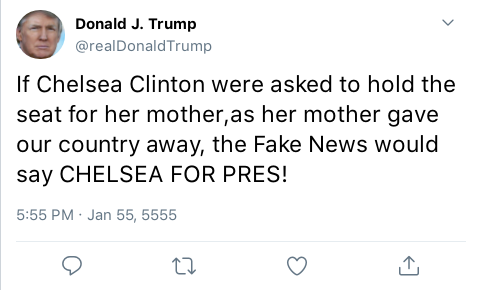 Donald J. Trump
@realDonaldTrump
If Chelsea Clinton were asked to hold the
seat for her mother,as her mother gave
our country away, the Fake News would
say CHELSEA FOR PRES!
5:55 PM · Jan 55, 5555